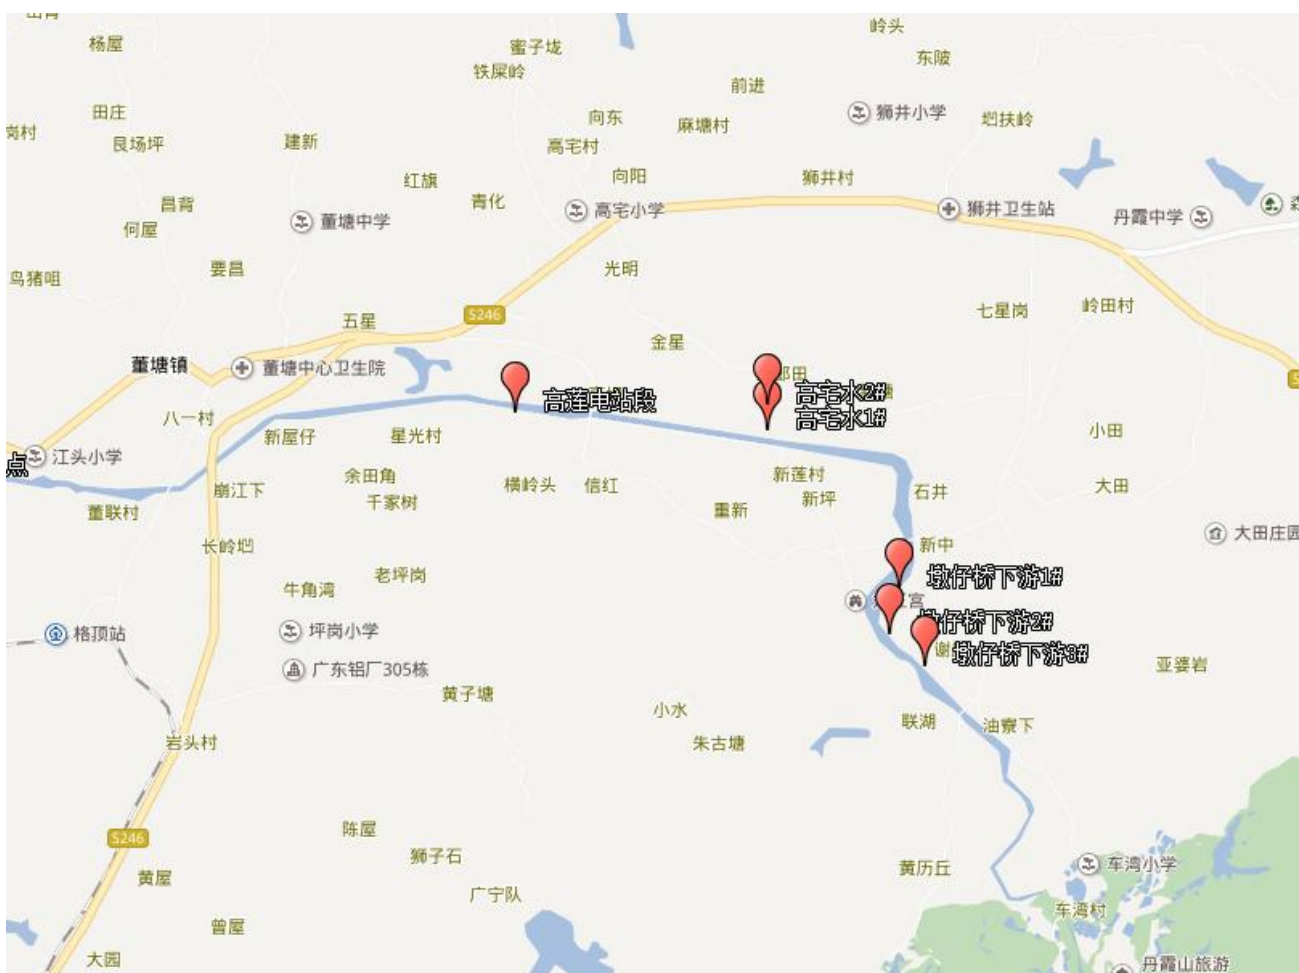 岭头
杨屋
蜜子垅
东陂
铁屎岭
前进
田庄
狮井小学
向东
岗村
麻塘村
建新
艮场坪
高宅村
向阳
狮井村
红旗
青化
昌背
高宅小学
狮井卫生站
丹霞中学
董塘中学
何屋
要昌
光明
鸟猪咀
七星岗
岭田村
S246
五星
金星
董塘镇
董塘中心卫生院
高宅水2#
高莲电站段
高宅水1#
八一村
新屋仔
星光村
小田
江头小学
点
余田角
新莲村
横岭头
信红
大田
崩江下
石井
千家树
新坪
重新
董联村
大田庄园
长岭凹
新中
老坪岗
墩仔桥下游1#
牛角湾
墩仔桥下游2#
格顶站
坪岗小学
墩仔桥下游3#
亚婆岩
广东铝厂305栋
黄子塘
小水
联湖
油寮下
岩头村
朱古塘
陈屋
S246
狮子石
车湾小学
黄历丘
黄屋
广宁队
车湾村
曾屋
大园
丹霞山旅游